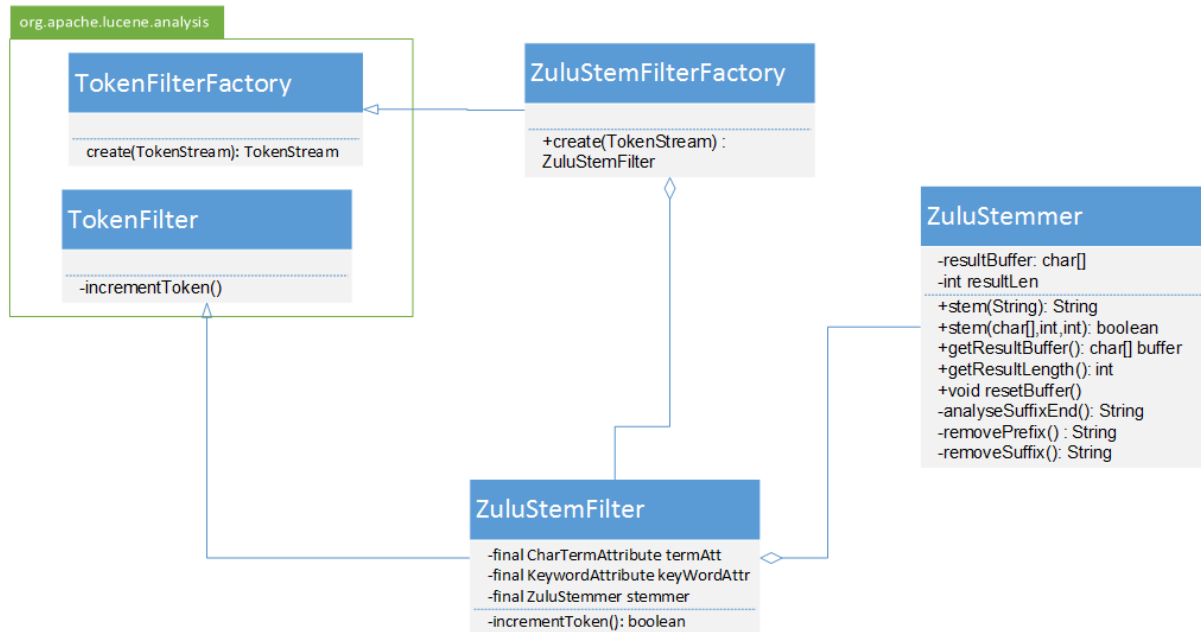 org.apache.lucene.analysis
TokenFilterFactory
create(TokenStream): TokenStream
TokenFilter
-incrementToken()
ZuluStemFilterFactory
+create(TokenStream) :
ZuluStemFilter
ZuluStemmer
-resultBuffer: char[]
-int resultLen
+stem(String): String
+stem(char[],int,int): boolean
+getResultBuffer(): char[] buffer
+getResultLength(): int
+void resetBuffer()
-analyseSuffixEnd(): String
-removePrefix() : String
-removeSuffix(): String
ZuluStemFilter
-final CharTermAttribute termAtt
-final KeywordAttribute keyWordAttr
-final ZuluStemmer stemmer
-incrementToken(): boolean